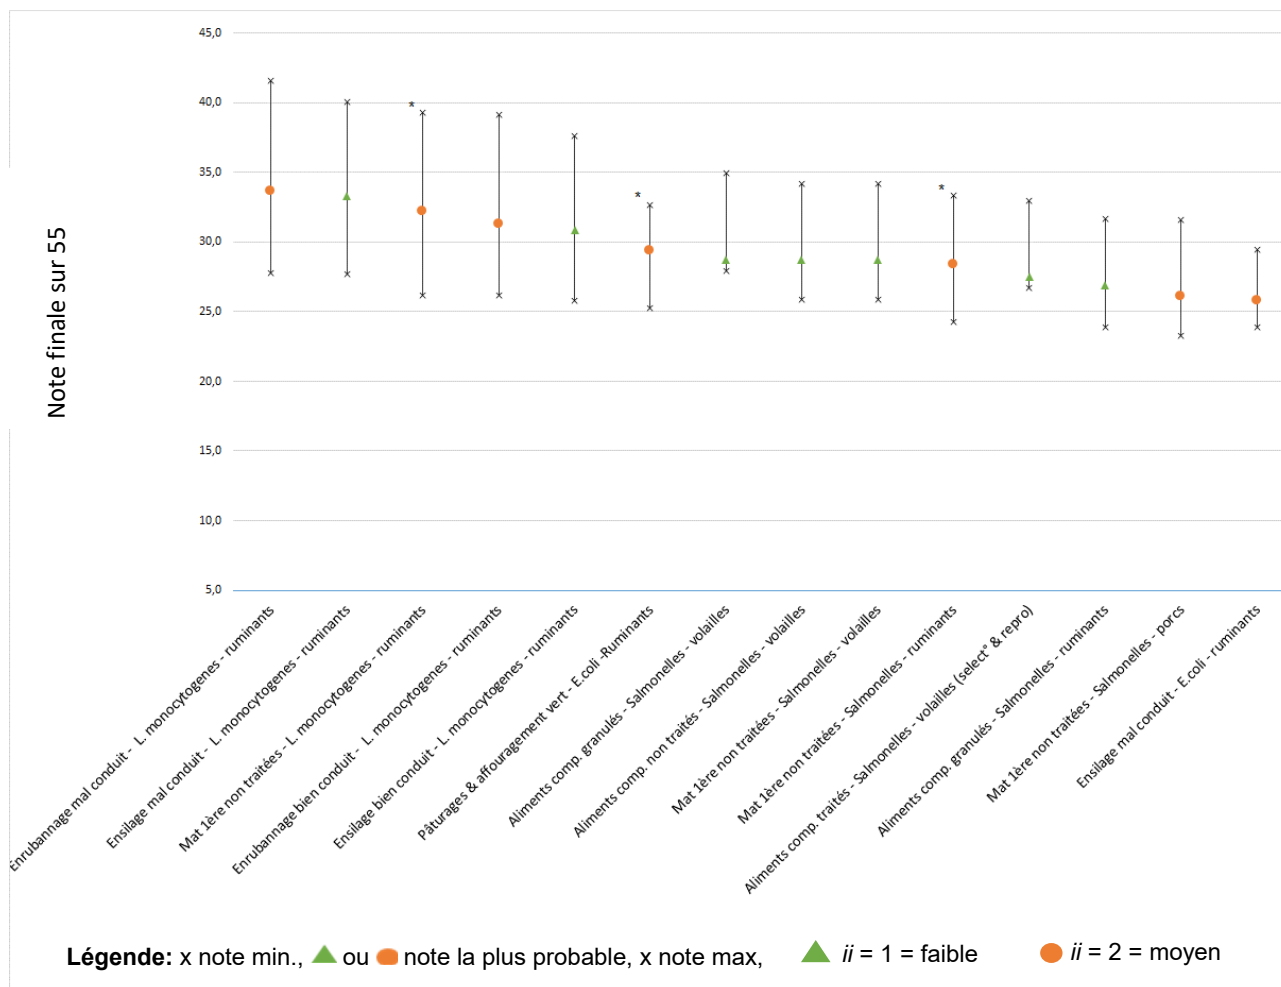 45,0
40,0
35,0
30,0
25,0
20,0
15,0
10,0
5,0
Note finale sur 55
*
*
*
Enrubannage mal conduit - L. monocytogenes - ruminants
Ensilage mal conduit - L. monocytogenes - ruminants
Mat 1ère non traitées - L. monocytogenes - ruminants
Enrubannage bien conduit - L. monocytogenes - ruminants
Ensilage bien conduit - L. monocytogenes - ruminants
Pâturages & affouragement vert - E.coli -Ruminants
Aliments comp. granulés - Salmonelles - volailles
Aliments comp. non traités - Salmonelles - volailles
Mat 1ère non traitées - Salmonelles - volailles
Mat 1ère non traitées - Salmonelles - ruminants
Aliments comp. traités - Salmonelles - volailles (select° & repro)
Aliments comp. granulés - Salmonelles - ruminants
Mat 1ère non traitées - Salmonelles - porcs
Ensilage mal conduit - E.coli - ruminants
Légende: x note min., ou note la plus probable, x note max, ii = 1 = faible ii = 2 = moyen